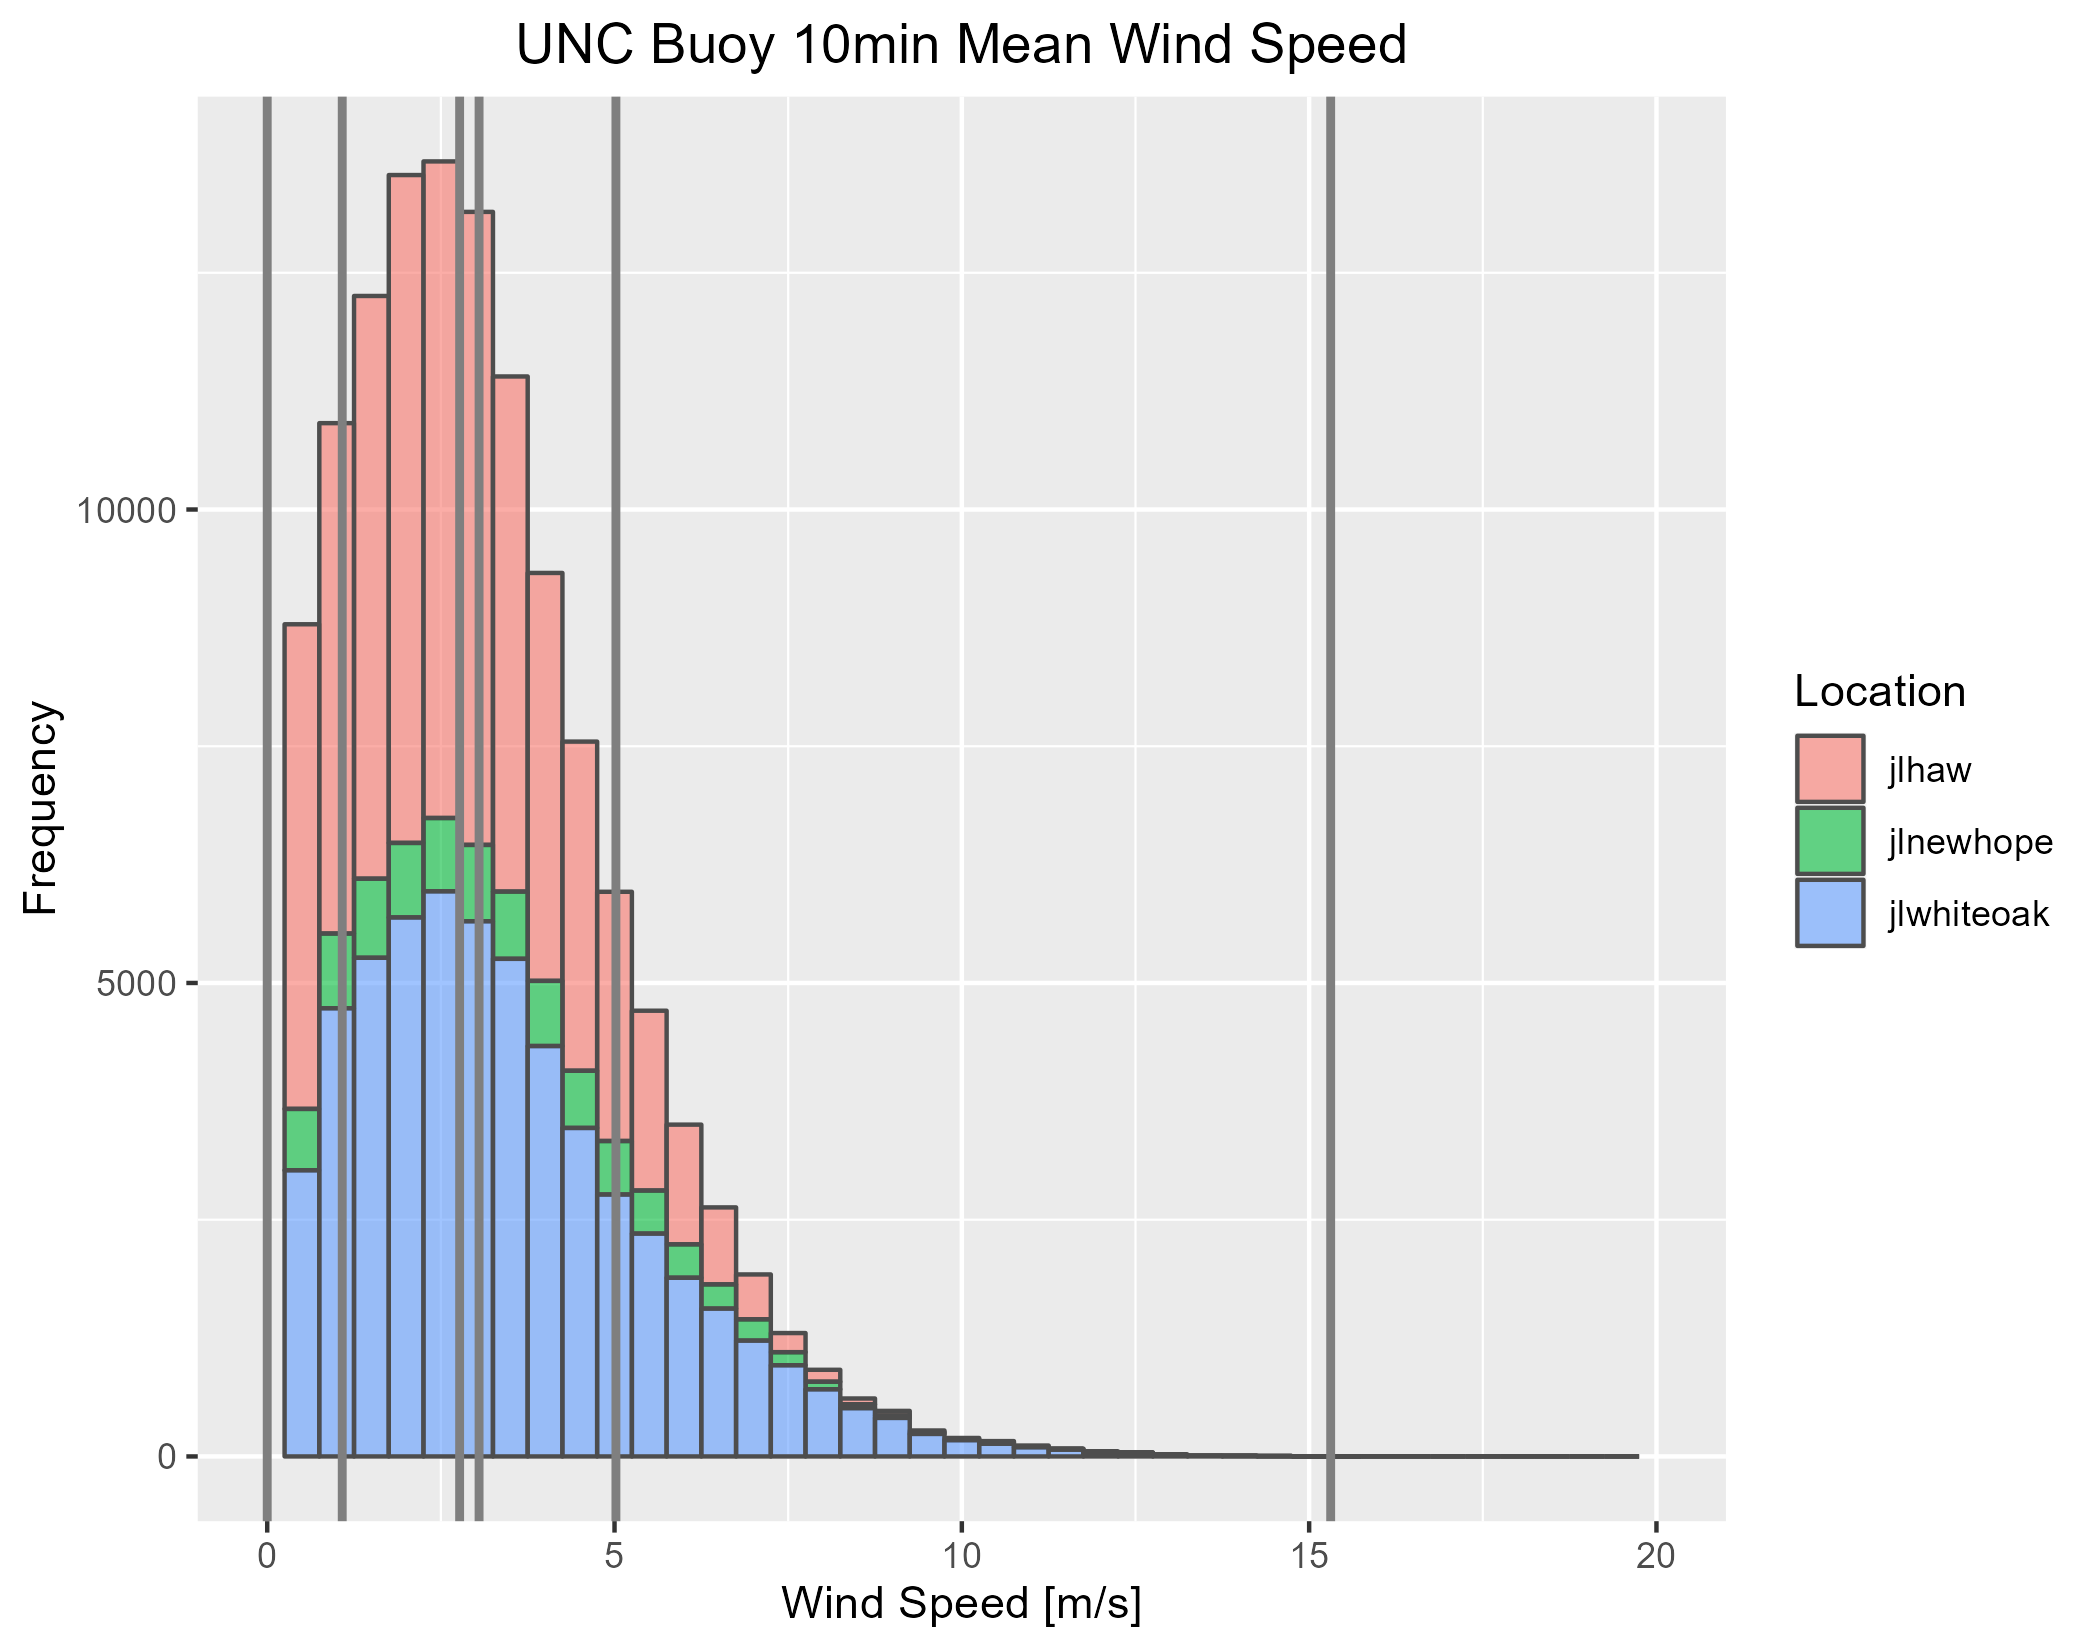 UNC Buoy 10min Mean Wind Speed
Frequency
10000
5000
0
0 5 10 15 20
Wind Speed [m/s]
Location
jlhaw
jlnewhope
jlwhiteoak